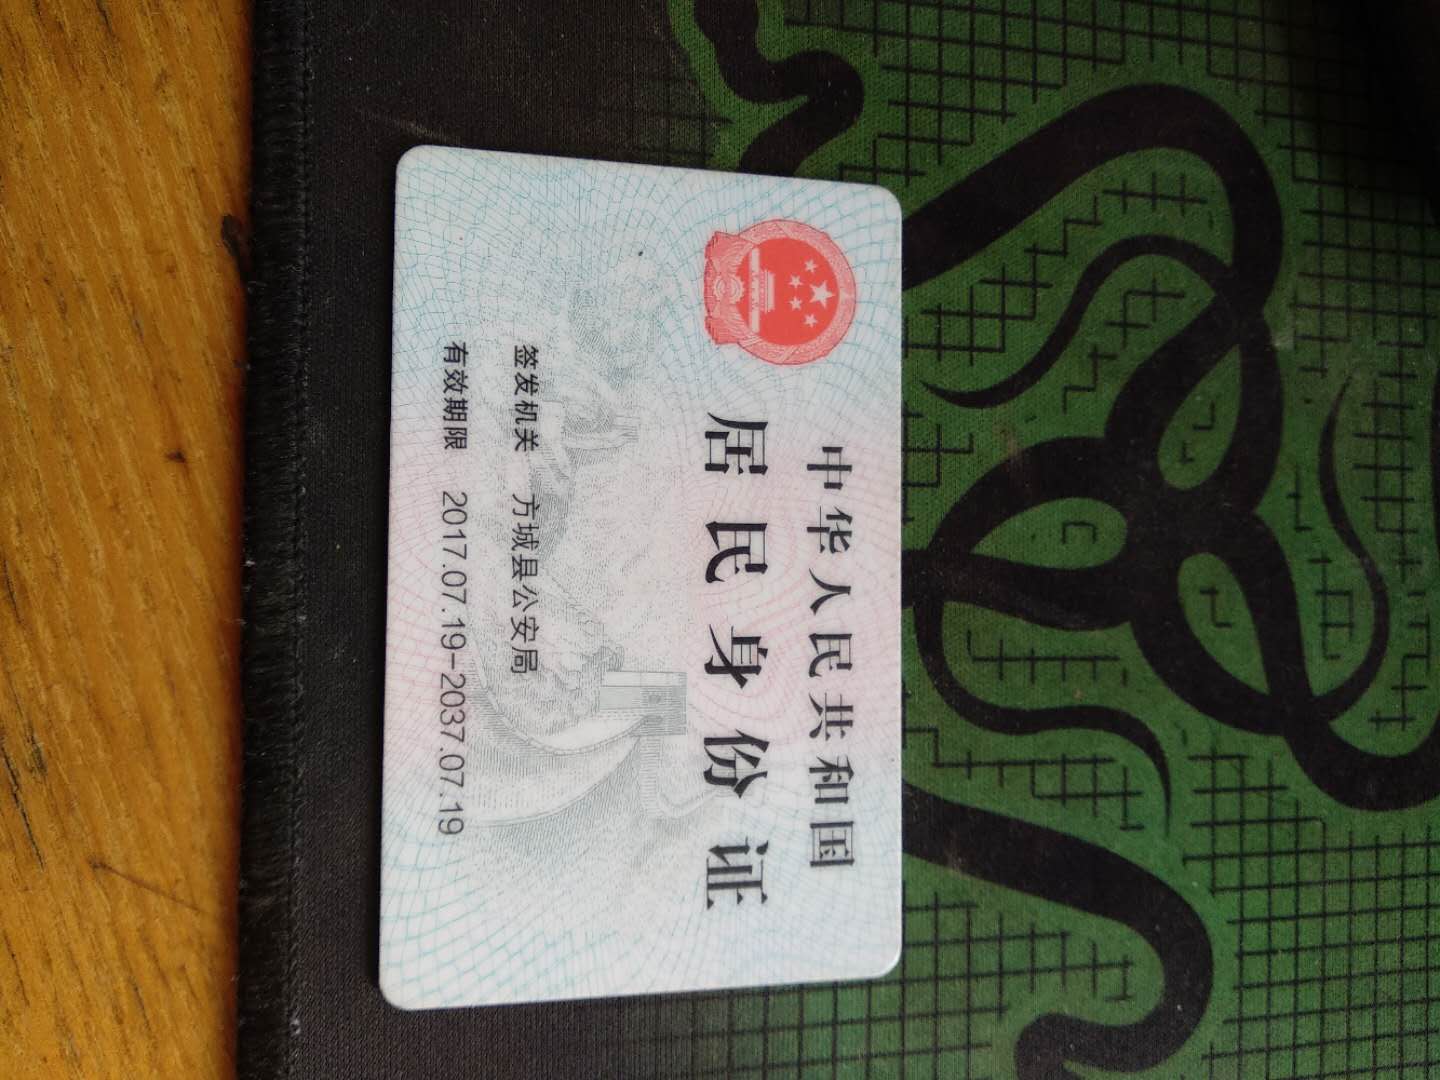 中华人民共和国
居民身份证
签发机关 方城县公安局
有效期限 2017.07.19-2037.07.19